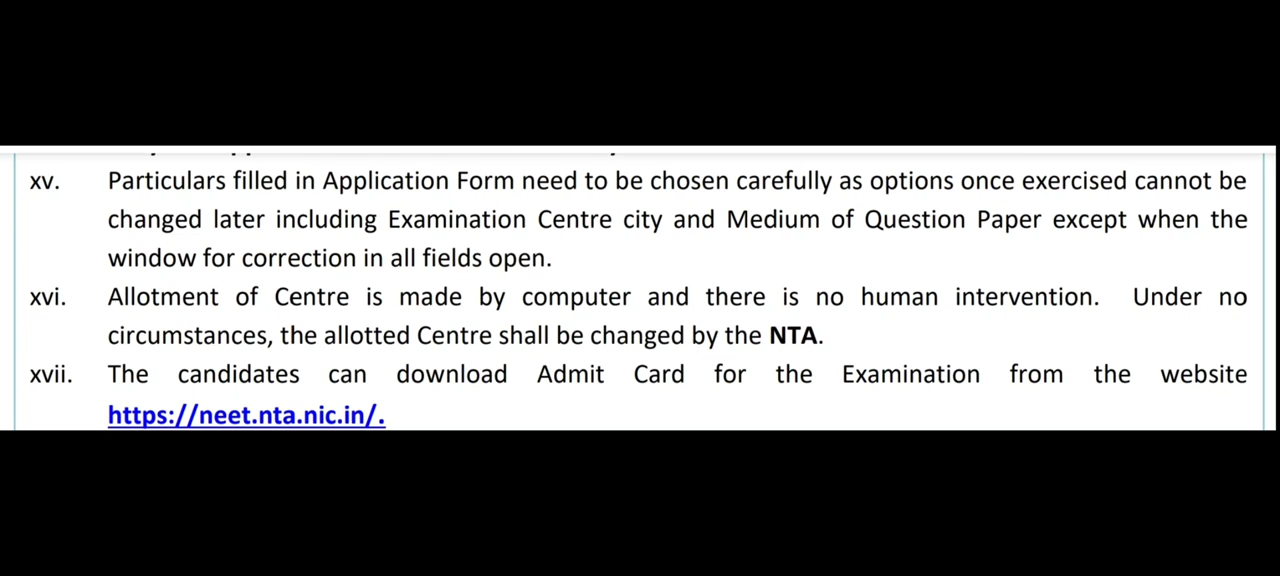 xv. Particulars filled in Application Form need to be chosen carefully as options once exercised cannot be
changed later including Examination Centre city and Medium of Question Paper except when the
window for correction in all fields open.
xvi. Allotment of Centre is made by computer and there is no human intervention. Under no
circumstances, the allotted Centre shall be changed by the NTA.
xvii. The candidates can download Admit Card for the Examination from the website
https://neet.nta.nic.in/.